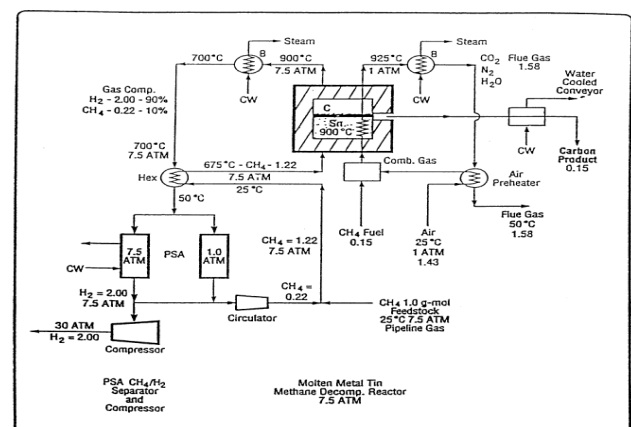 Steam
Steam
700°C
B
900°C
7.5 ATM
925°C
1 ATM
B
CO₂
N₂
H₂O
Flue Gas
1.58
Water
Cooled
Conveyor
Gas Comp.
H₂ - 2.00 - 90%
CH₄ - 0.22 - 10%
CW
CW
C
Sn
900 °C
CW
Carbon
Product
0.15
700°C
7.5 ATM
Hex
675°C - CH₄ - 1.22
7.5 ATM
25°C
Comb. Gas
Air
Preheater
50°C
CH₄ Fuel
0.15
Air
25°C
1 ATM
1.43
Flue Gas
50°C
1.58
7.5
ATM
PSA
1.0
ATM
CH₄ = 1.22
7.5 ATM
CW
H₂ = 2.00
7.5 ATM
CH₄ =
0.22
Circulator
CH₄ 1.0 g-mol
Feedstock
25°C 7.5 ATM
Pipeline Gas
30 ATM
H₂ = 2.00
Compressor
PSA CH₄/H₂
Separator
and
Compressor
Molten Metal Tin
Methane Decomp. Reactor
7.5 ATM